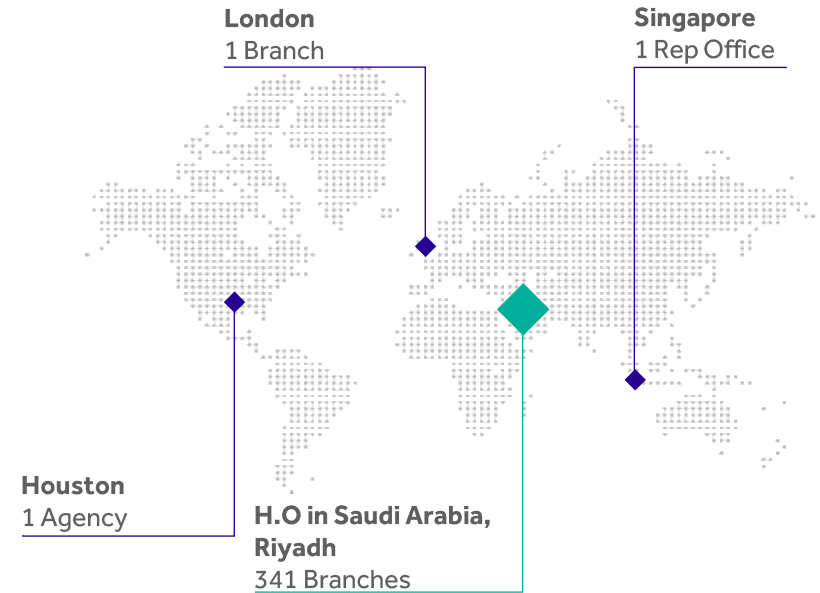 London
1 Branch
Singapore
1 Rep Office
Houston
1 Agency
H.O in Saudi Arabia,
Riyadh
341 Branches